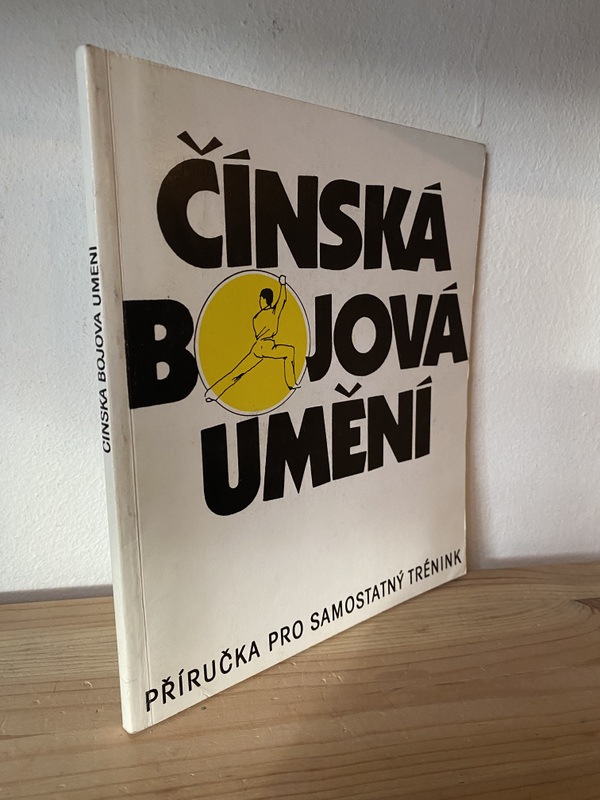 ČÍNSKÁ
BOJOVÁ
UMĚNÍ
PŘÍRUČKA PRO SAMOSTATNÝ TRÉNINK
ČÍNSKÁ BOJOVÁ UMĚNÍ